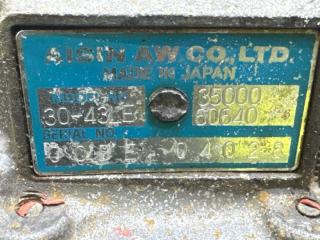 AISIN AW CO., LTD.
MADE IN JAPAN
35000
30-43LE 60640
SERIAL NO.